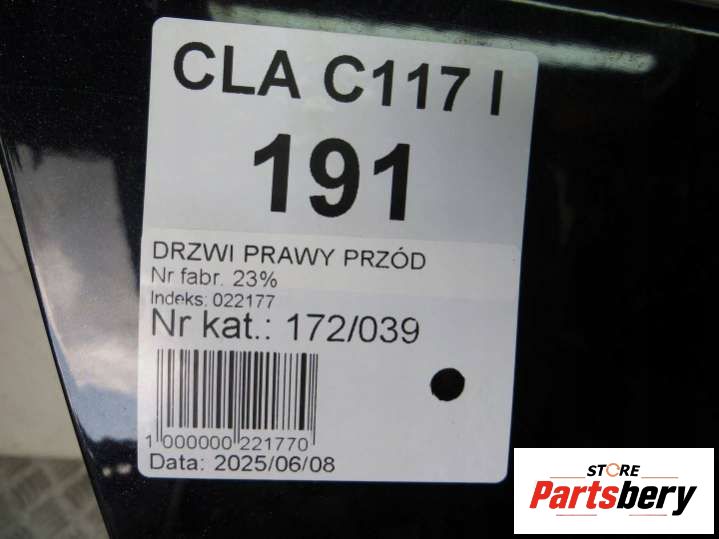 CLA C117 I
191
DRZWI PRAWY PRZÓD
Nr fabr. 23%
Indeks: 022177
Nr kat.: 172/039
1 000000 221770
Data: 2025/06/08
STORE
Partsbery